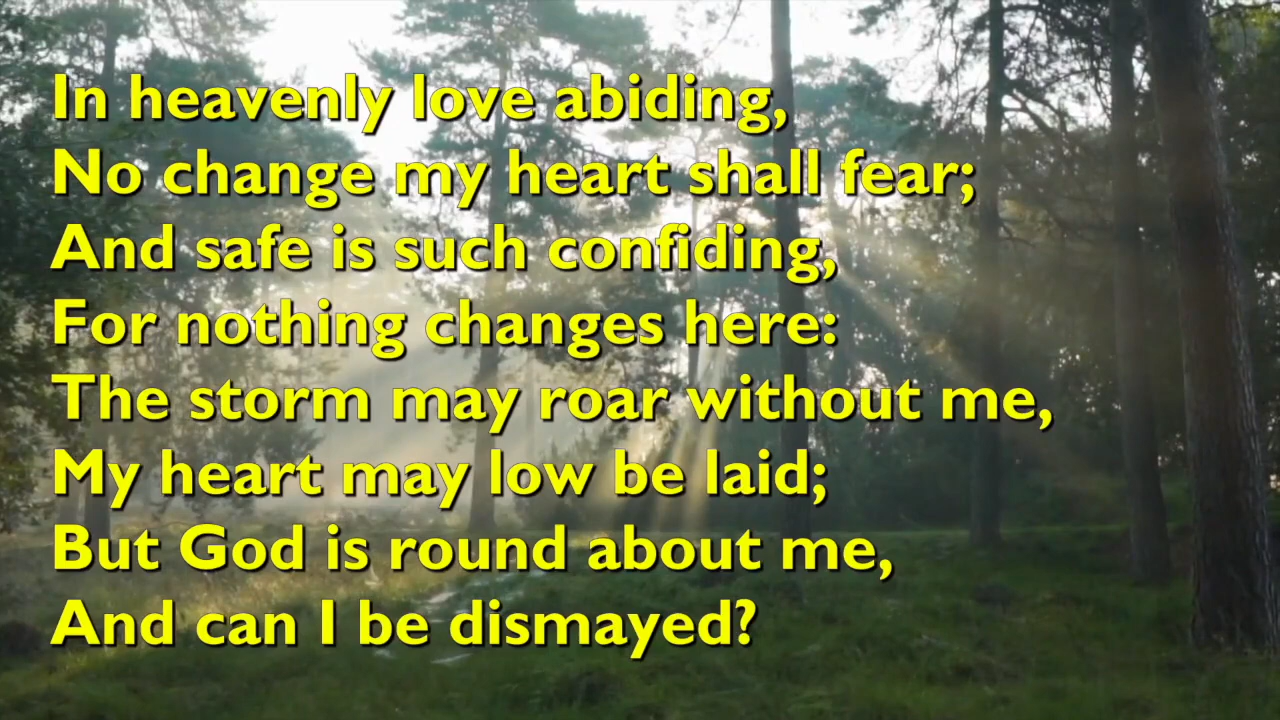 In heavenly love abiding,
No change my heart shall fear;
And safe is such confiding,
For nothing changes here:
The storm may roar without me,
My heart may low be laid;
But God is round about me,
And can I be dismayed?